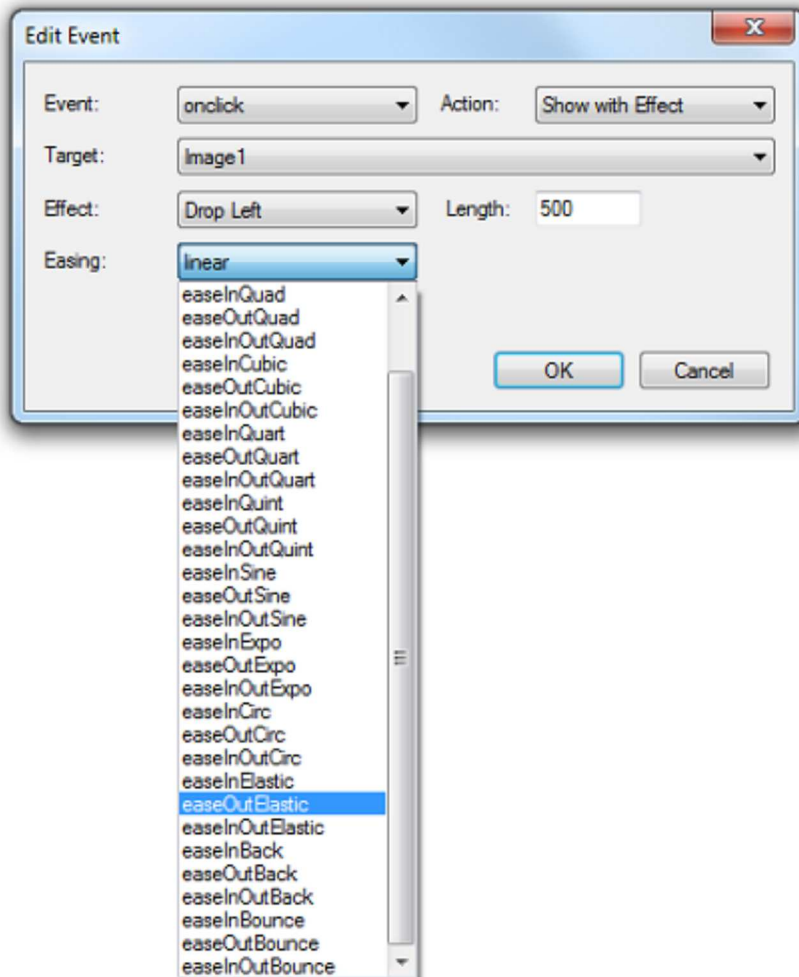 Edit Event
Event: onclick Action: Show with Effect
Target: Image1
Effect: Drop Left Length: 500
Easing: linear
easeInQuad
easeOutQuad
easeInOutQuad
easeInCubic
easeOutCubic
easeInOutCubic
easeInQuart
easeOutQuart
easeInOutQuart
easeInQuint
easeOutQuint
easeInOutQuint
easeInSine
easeOutSine
easeInOutSine
easeInExpo
easeOutExpo
easeInOutExpo
easeInCirc
easeOutCirc
easeInOutCirc
easeInElastic
easeOutElastic
easeInOutElastic
easeInBack
easeOutBack
easeInOutBack
easeInBounce
easeOutBounce
easeInOutBounce
OK Cancel